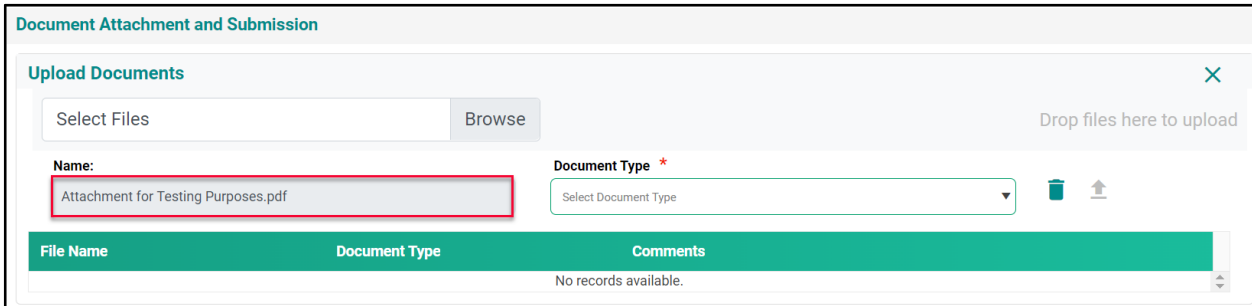 Document Attachment and Submission
Upload Documents
Select Files Browse Drop files here to upload
Name: Document Type *
Attachment for Testing Purposes.pdf Select Document Type
File Name Document Type Comments
No records available.